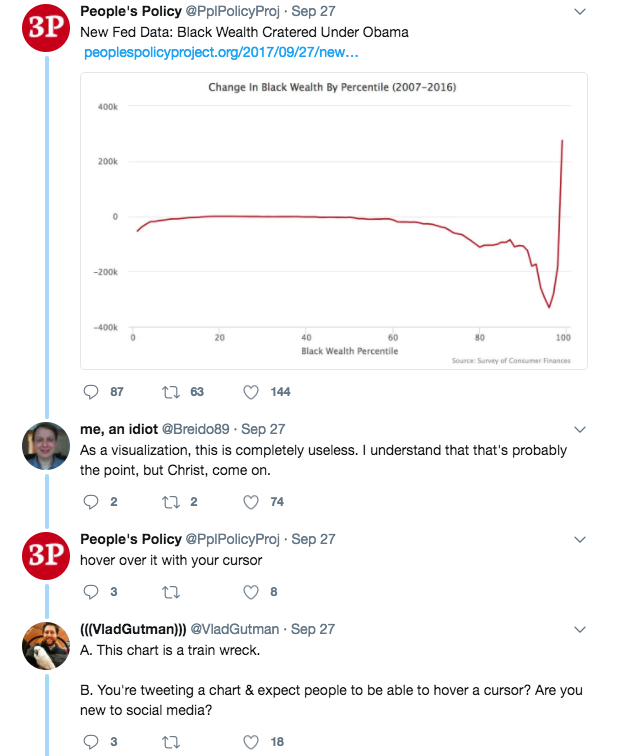 3P
People's Policy @PplPolicyProj · Sep 27
New Fed Data: Black Wealth Cratered Under Obama
peoplespolicyproject.org/2017/09/27/new…
Change In Black Wealth By Percentile (2007-2016)
400k
200k
0
-200k
-400k
0 20 40 60 80 100
Black Wealth Percentile
Source: Survey of Consumer Finances
87 63 144
me, an idiot @Breido89 · Sep 27
As a visualization, this is completely useless. I understand that that's probably
the point, but Christ, come on.
2 2 74
3P
People's Policy @PplPolicyProj · Sep 27
hover over it with your cursor
3 8
(((VladGutman))) @VladGutman · Sep 27
A. This chart is a train wreck.
B. You're tweeting a chart & expect people to be able to hover a cursor? Are you
new to social media?
3 18